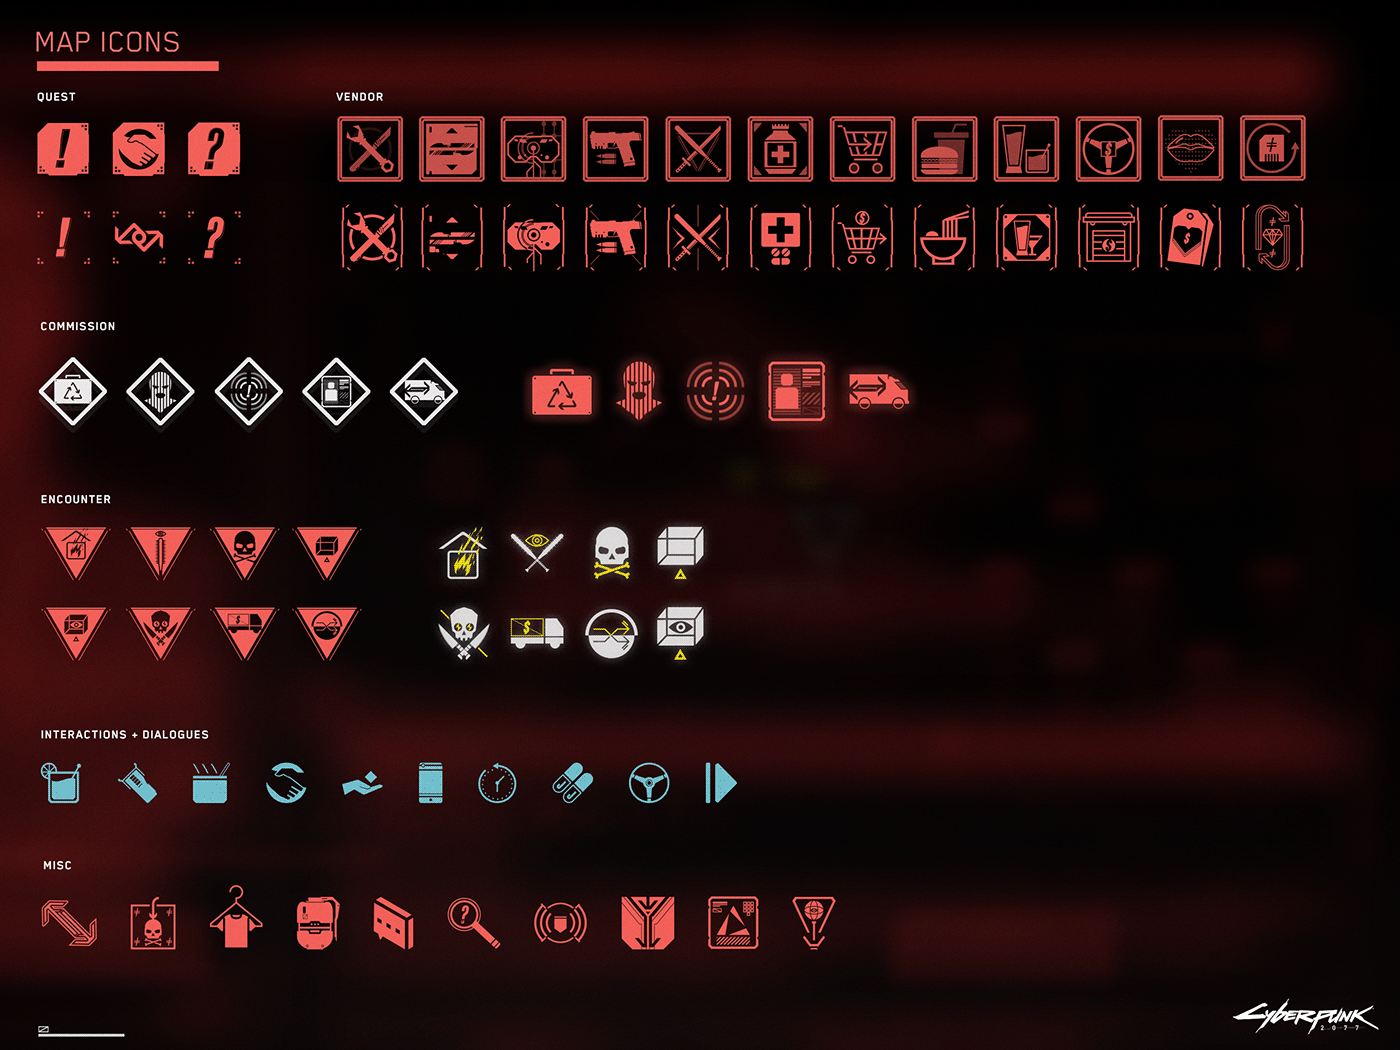 MAP ICONS
QUEST
VENDOR
COMMISSION
ENCOUNTER
INTERACTIONS + DIALOGUES
MISC
CYBERPUNK
2077